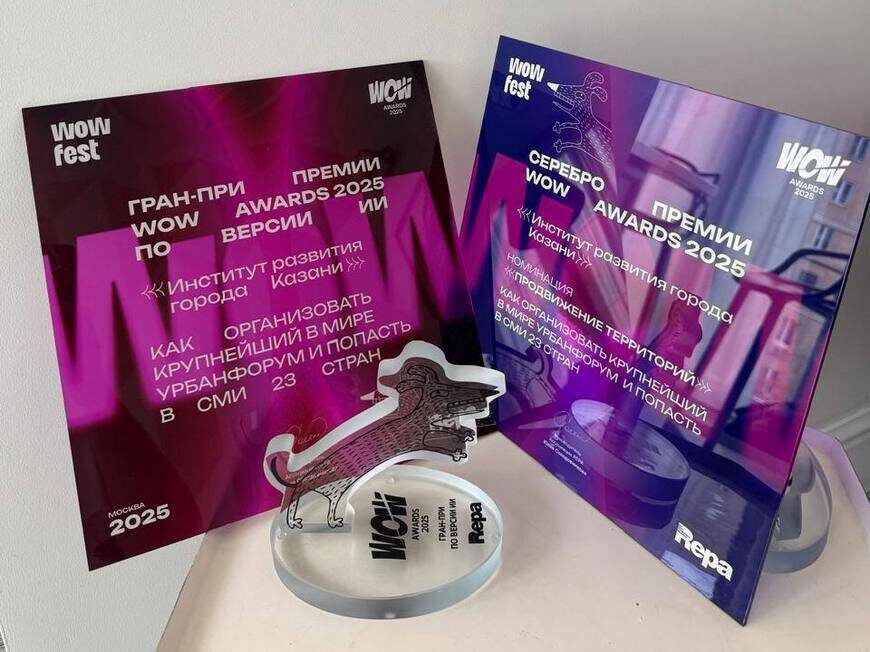 WOW
fest
WOW
AWARDS
2025
ГРАН-ПРИ ПРЕМИИ
WOW AWARDS 2025
ПО ВЕРСИИ ИИ
«Институт развития
города Казани»
КАК ОРГАНИЗОВАТЬ
КРУПНЕЙШИЙ В МИРЕ
УРБАНФОРУМ И ПОПАСТЬ
В СМИ 23 СТРАН
МОСКВА
2025
WOW
fest
WOW
AWARDS
2025
СЕРЕБРО ПРЕМИИ
WOW AWARDS 2025
«Институт развития города
Казани»
НОМИНАЦИЯ
«ПРОДВИЖЕНИЕ ТЕРРИТОРИЙ»
КАК ОРГАНИЗОВАТЬ КРУПНЕЙШИЙ
В МИРЕ УРБАНФОРУМ И ПОПАСТЬ
В СМИ 23 СТРАН
Repa
WOW
AWARDS
2025
ГРАН-ПРИ
ПО ВЕРСИИ ИИ
Repa